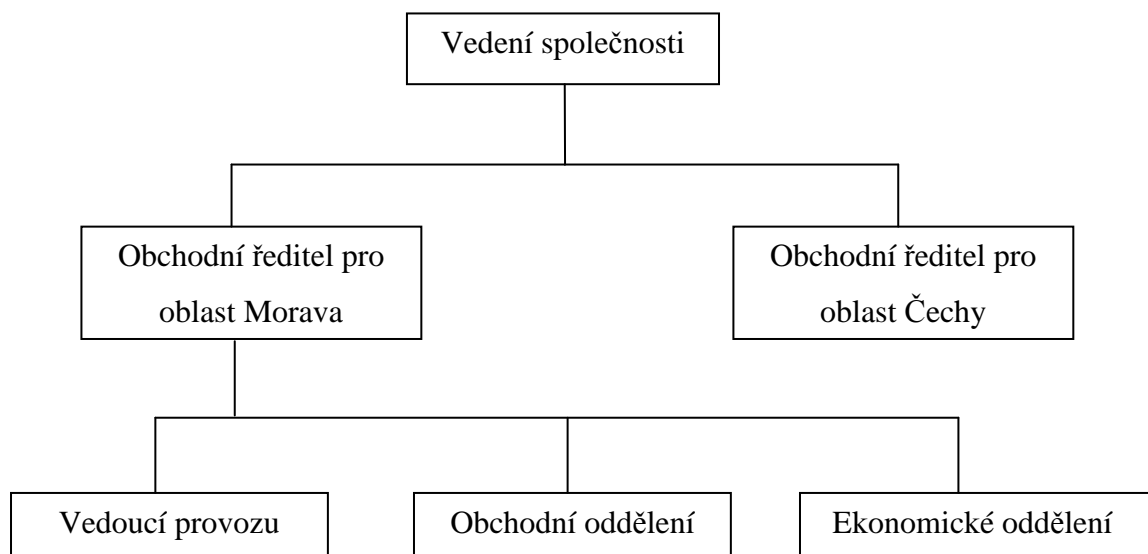 Vedení společnosti
Obchodní ředitel pro
oblast Morava
Obchodní ředitel pro
oblast Čechy
Vedoucí provozu
Obchodní oddělení
Ekonomické oddělení